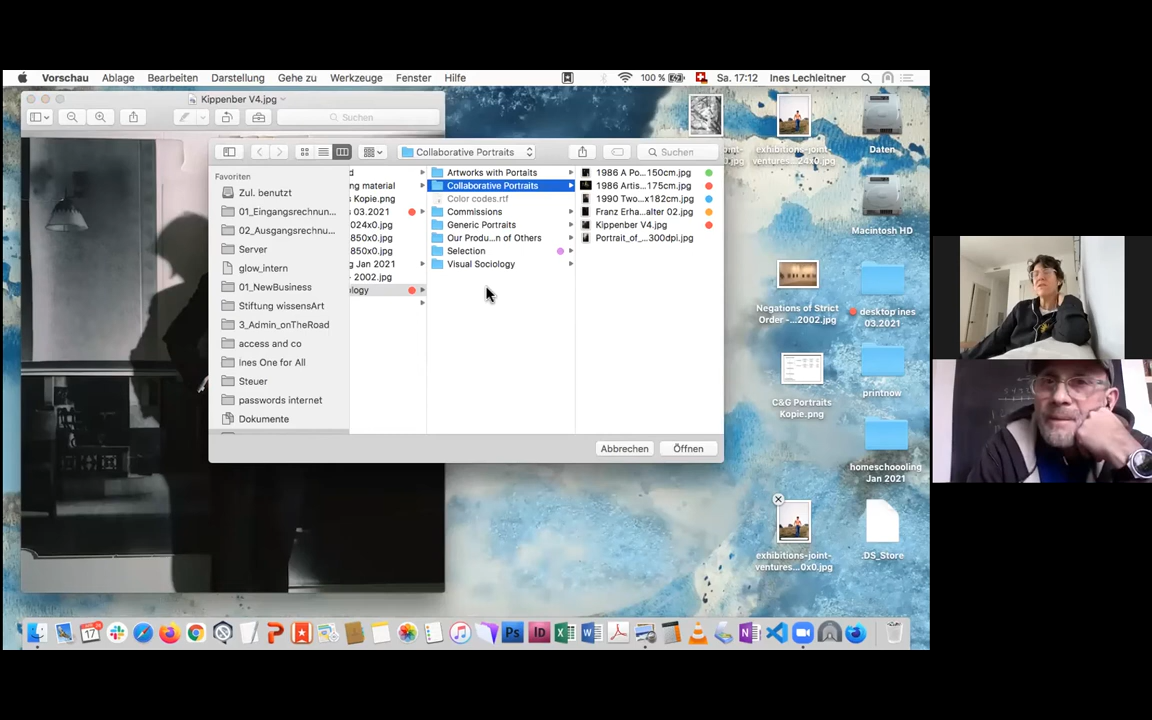 Vorschau Ablage Bearbeiten Darstellung Gehe zu Werkzeuge Fenster Hilfe 100 % Sa. 17:12 Ines Lechleitner
Kippenber V4.jpg
Suchen
Collaborative Portraits
Suchen
Favoriten
Zul. benutzt
01_Eingangsrechnun...
02_Ausgangsrechnu...
Server
glow_intern
01_NewBusiness
Stiftung wissensArt
3_Admin_onTheRoad
access and co
Ines One for All
Steuer
passwords internet
Dokumente
d
ng material
s Kopie.png
03.2021
024x0.jpg
850x0.jpg
850x0.jpg
g Jan 2021
- 2002.jpg
ology
Artworks with Portaits
Collaborative Portraits
Color codes.rtf
Commissions
Generic Portraits
Our Produ...n of Others
Selection
Visual Sociology
1986 A Po...150cm.jpg
1986 Artis...175cm.jpg
1990 Two...x182cm.jpg
Franz Erha...alter 02.jpg
Kippenber V4.jpg
Portrait_of_...300dpi.jpg
Abbrechen Öffnen
exhibitions-joint-
ventures...24x0.jpg
Daten
Macintosh HD
Negations of Strict
Order -...2002.jpg
desktop ines
03.2021
C&G Portraits
Kopie.png
printnow
homeschoooling
Jan 2021
exhibitions-joint-
ventures...0x0.jpg
.DS_Store
17
Ps ID